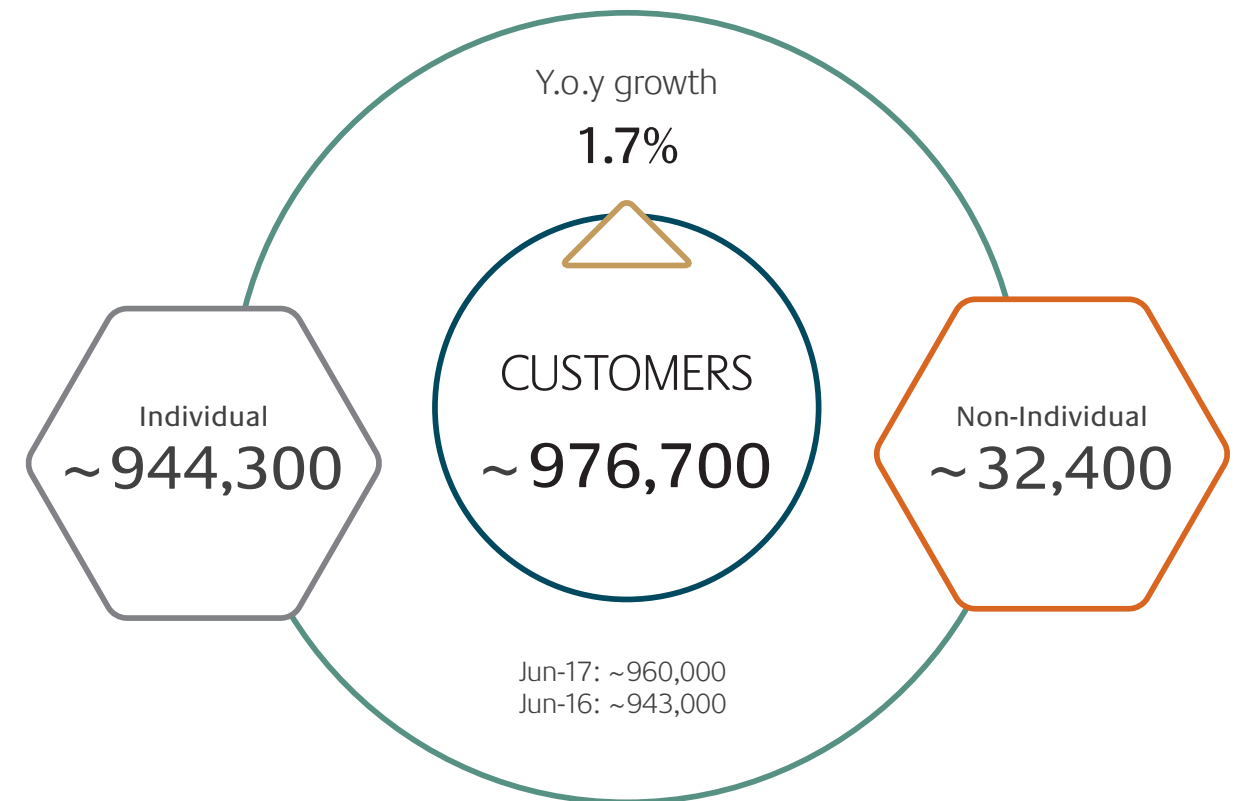 Y.o.y growth
1.7%
CUSTOMERS
~976,700
Individual
~944,300
Non-Individual
~32,400
Jun-17: ~960,000
Jun-16: ~943,000